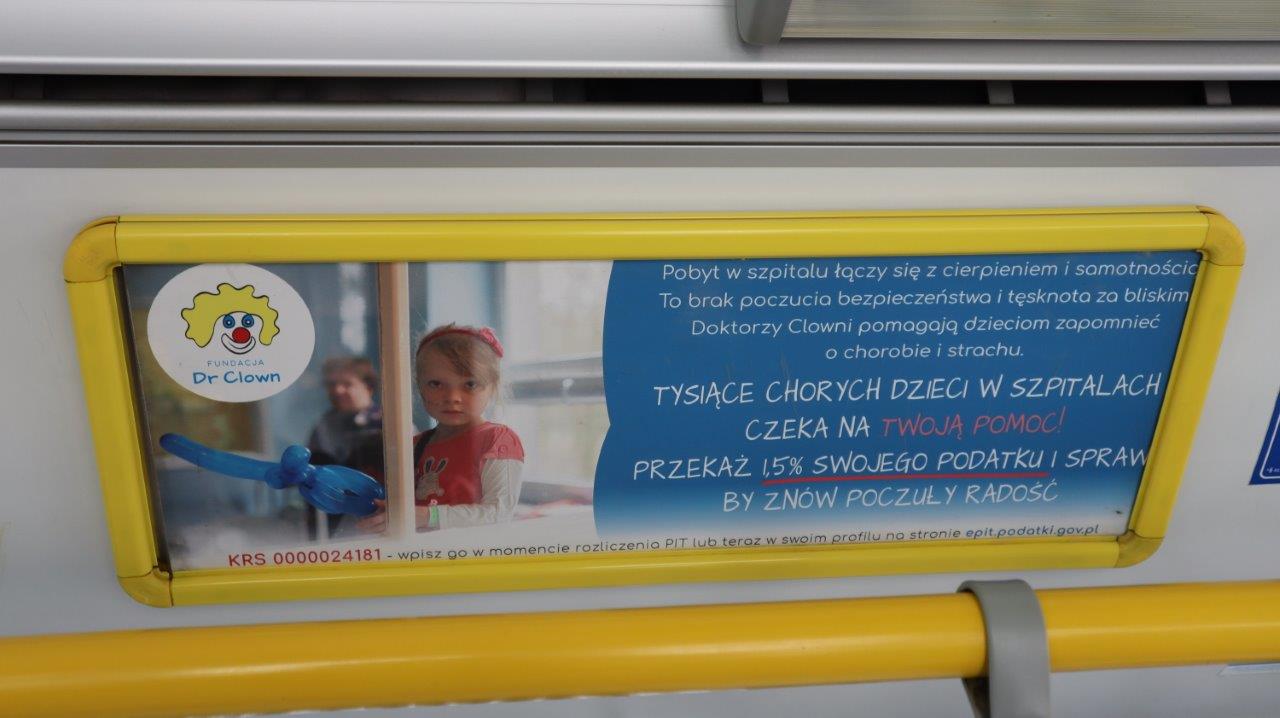 FUNDACJA
Dr Clown
Pobyt w szpitalu łączy się z cierpieniem i samotnośc
To brak poczucia bezpieczeństwa i tęsknota za bliskim
Doktorzy Clowni pomagają dzieciom zapomnieć
o chorobie i strachu.
TYSIĄCE CHORYCH DZIECI W SZPITALACH
CZEKA NA TWOJĄ POMOC!
PRZEKAŻ 1,5% SWOJEGO PODATKU I SPRAW
BY ZNÓW POCZUŁY RADOŚĆ
KRS 0000024181 - wpisz go w momencie rozliczenia PIT lub teraz w swoim profilu na stronie epit.podatki.gov.pl